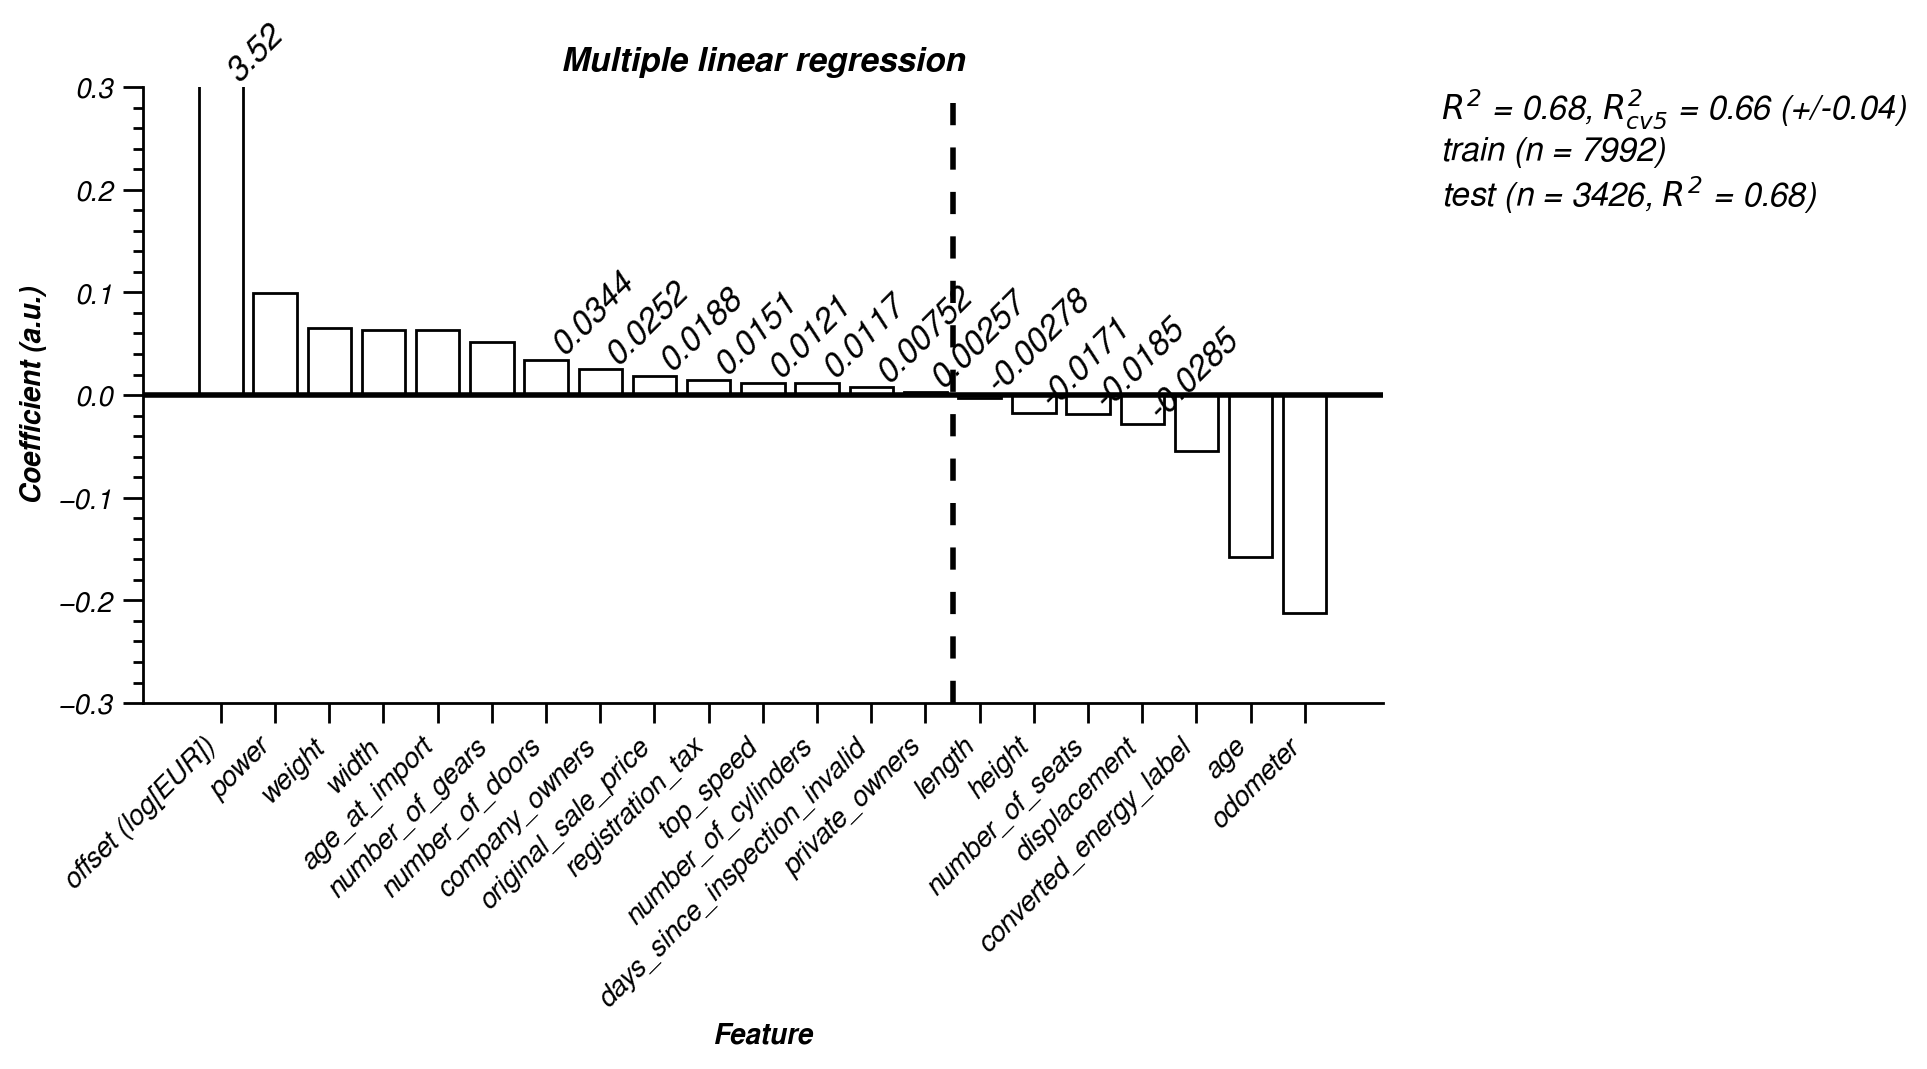 Multiple linear regression
R² = 0.68, R²cv5 = 0.66 (+/-0.04)
train (n = 7992)
test (n = 3426, R² = 0.68)
Coefficient (a.u.)
0.3
0.2
0.1
0.0
−0.1
−0.2
−0.3
3.52
0.0344
0.0252
0.0188
0.0151
0.0121
0.0117
0.00752
0.00257
-0.00278
-0.0171
-0.0185
-0.0285
offset (log[EUR])
power
weight
width
age_at_import
number_of_gears
number_of_doors
company_owners
original_sale_price
registration_tax
top_speed
number_of_cylinders
days_since_inspection_invalid
private_owners
length
height
number_of_seats
displacement
converted_energy_label
age
odometer
Feature